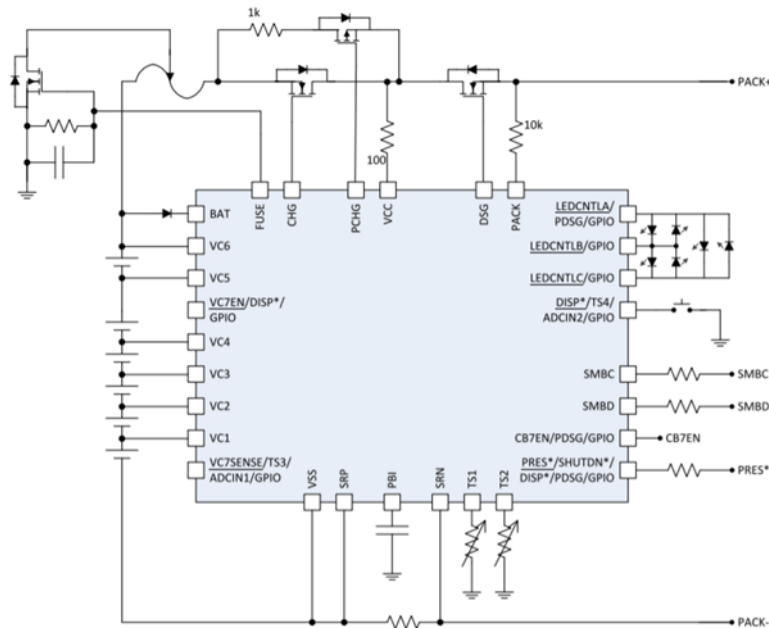 1k
PACK+
10k
100
FUSE
CHG
PCHG
VCC
DSG
PACK
BAT
VC6
VC5
VC7EN/DISP*/
GPIO
VC4
VC3
VC2
VC1
VC7SENSE/TS3/
ADCIN1/GPIO
LEDCNTLA/
PDSG/GPIO
LEDCNTLB/GPIO
LEDCNTLC/GPIO
DISP*/TS4/
ADCIN2/GPIO
SMBC
SMBC
SMBD
SMBD
CB7EN/PDSG/GPIO
CB7EN
PRES*/SHUTDN*/
DISP*/PDSG/GPIO
PRES*
VSS
SRP
PBI
SRN
TS1
TS2
PACK-